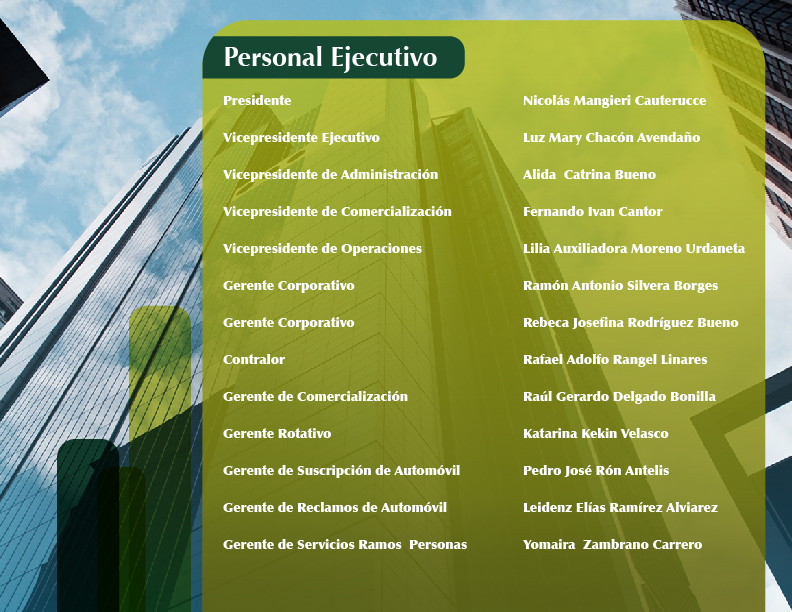 Personal Ejecutivo
Presidente Nicolás Mangieri Cauterucce
Vicepresidente Ejecutivo Luz Mary Chacón Avendaño
Vicepresidente de Administración Alida Catrina Bueno
Vicepresidente de Comercialización Fernando Ivan Cantor
Vicepresidente de Operaciones Lilia Auxiliadora Moreno Urdaneta
Gerente Corporativo Ramón Antonio Silvera Borges
Gerente Corporativo Rebeca Josefina Rodríguez Bueno
Contralor Rafael Adolfo Rangel Linares
Gerente de Comercialización Raúl Gerardo Delgado Bonilla
Gerente Rotativo Katarina Kekin Velasco
Gerente de Suscripción de Automóvil Pedro José Rón Antelis
Gerente de Reclamos de Automóvil Leidenz Elías Ramírez Alviarez
Gerente de Servicios Ramos Personas Yomaira Zambrano Carrero